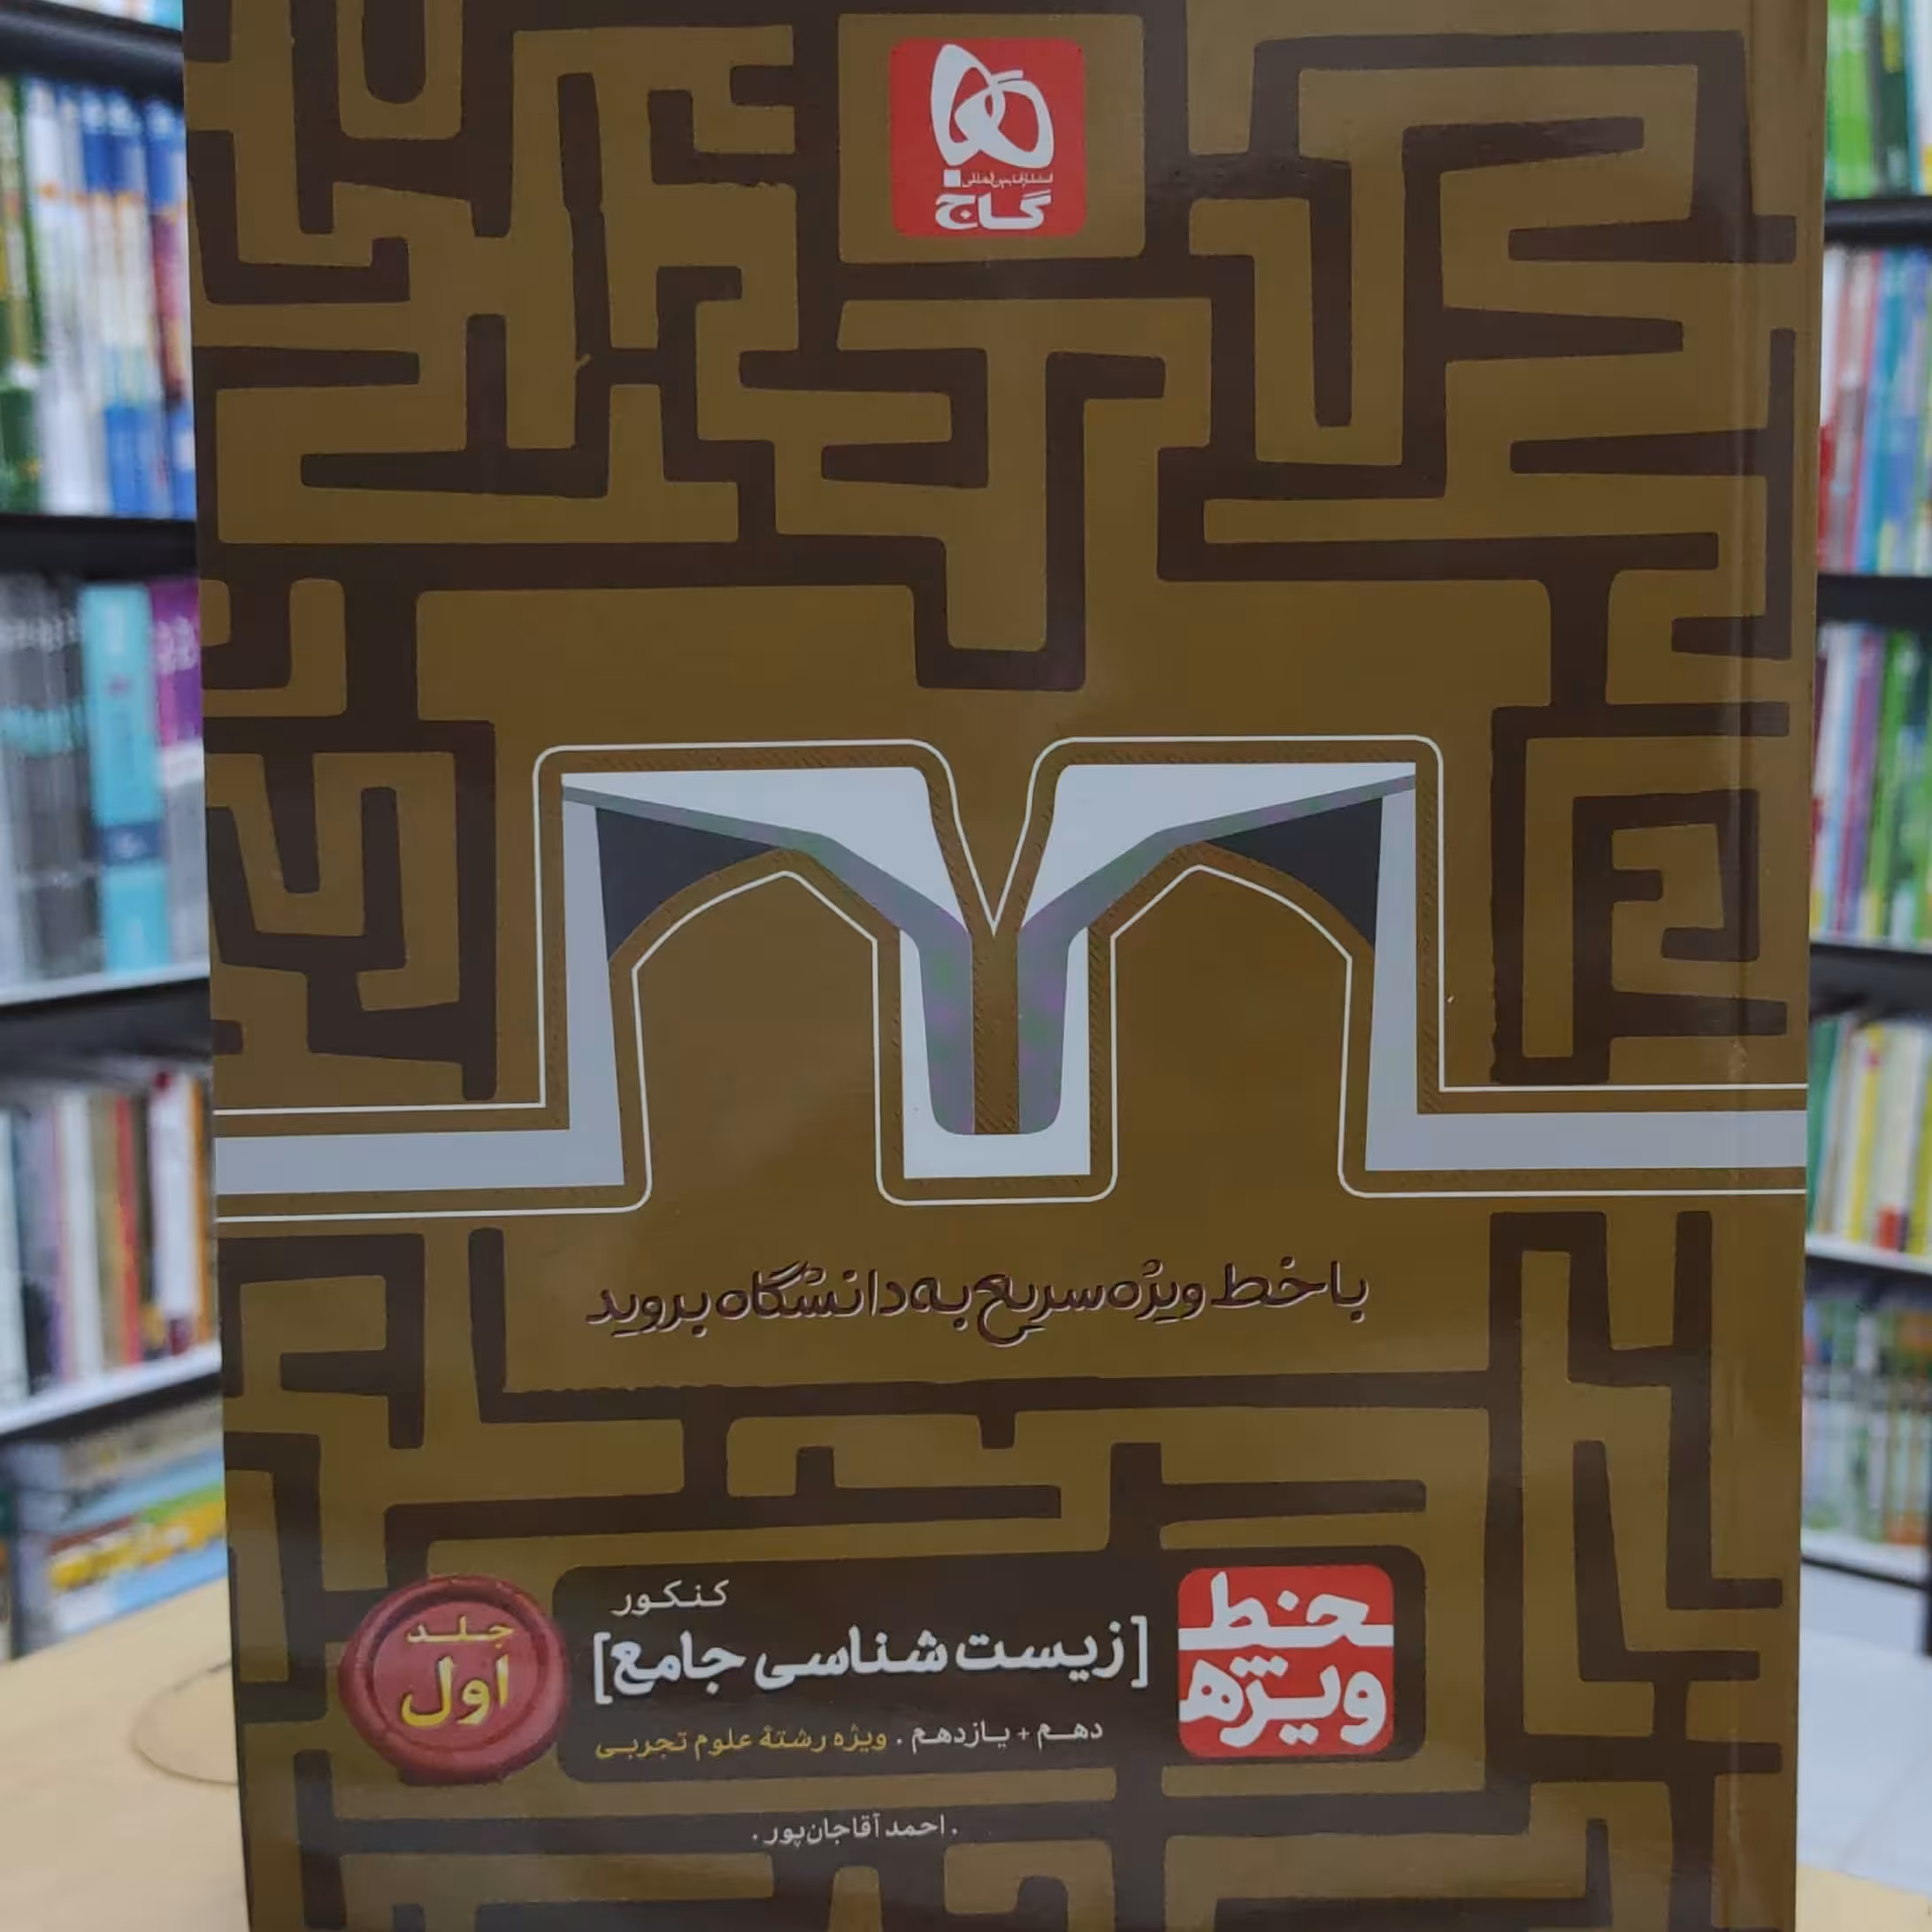 انتشارات بین‌المللی
گاج
با خط ویژه سریع به دانشگاه بروید
خط
ویژه
کنکور
[زیست شناسی جامع]
دهم + یازدهم . ویژه رشتهٔ علوم تجربی
جلد
اول
. احمد آقاجان‌پور .